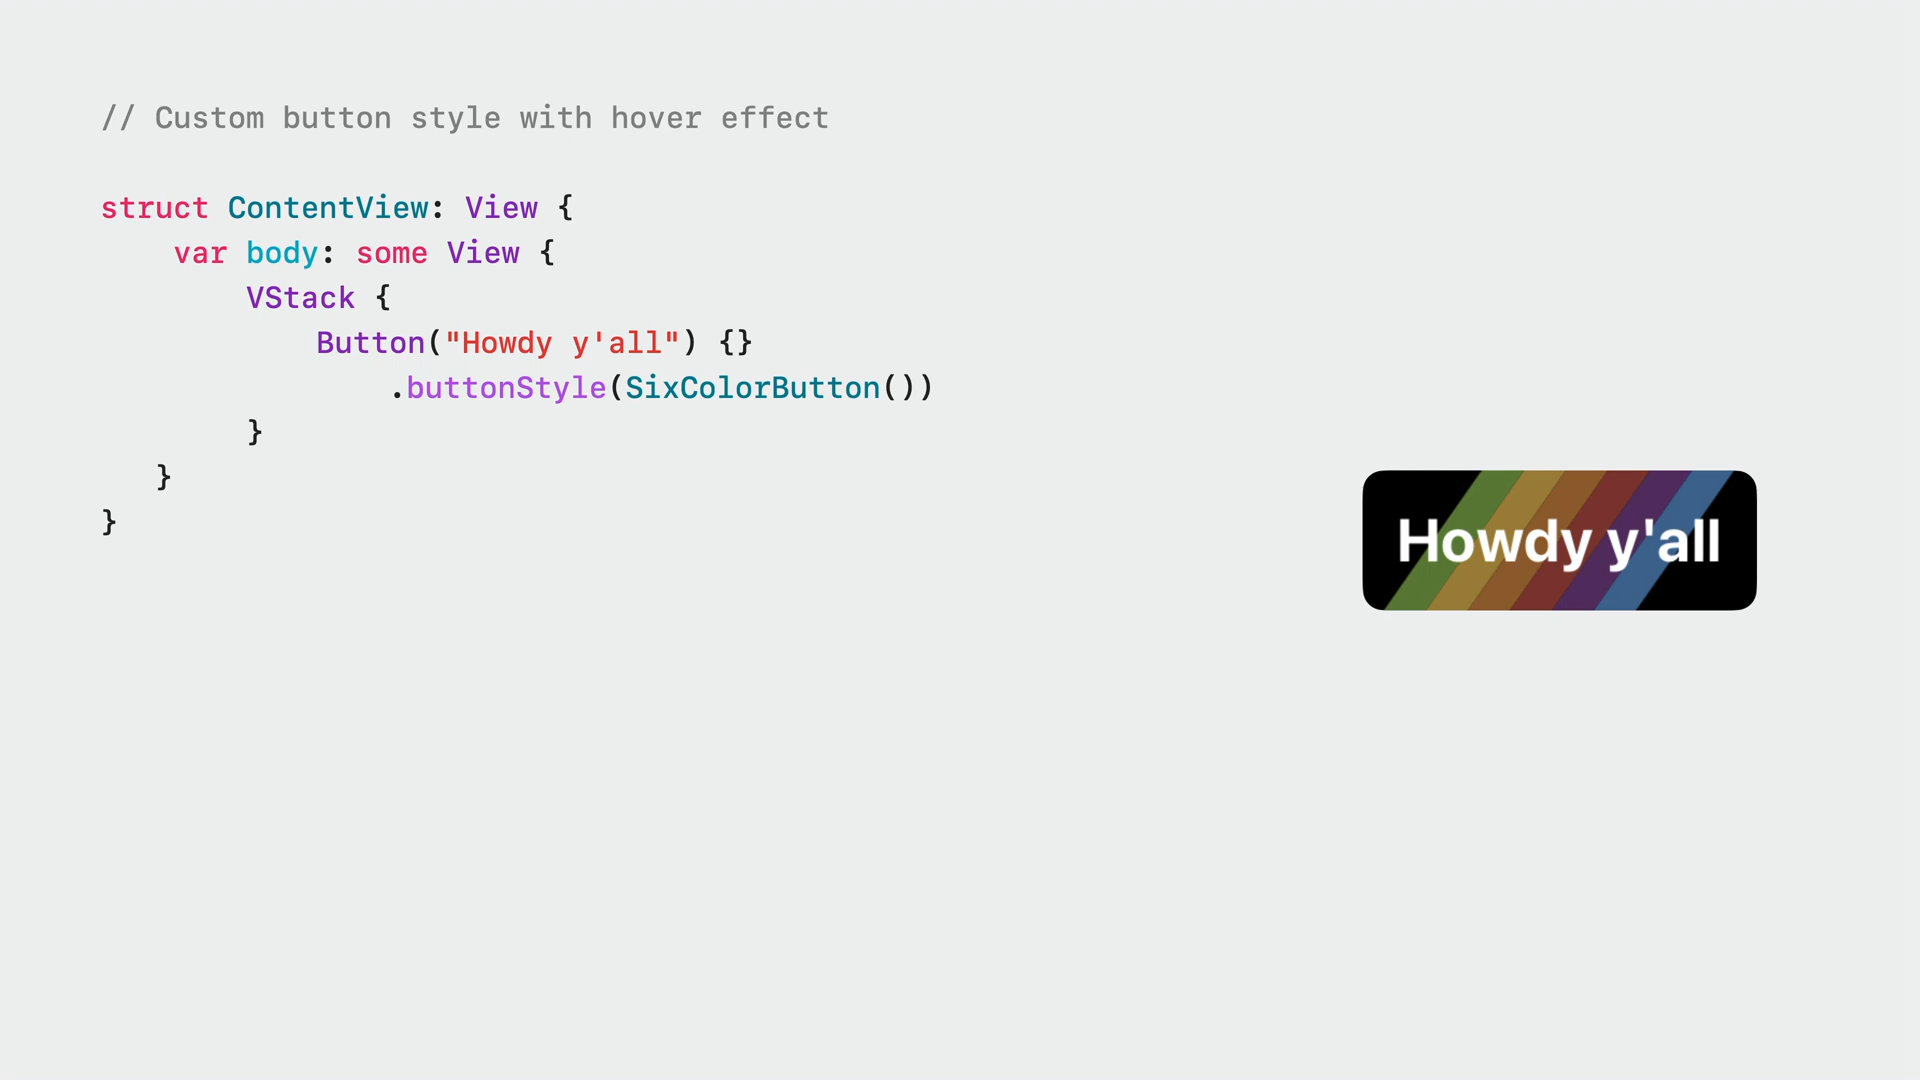 // Custom button style with hover effect
struct ContentView: View {
var body: some View {
VStack {
Button("Howdy y'all") {}
.buttonStyle(SixColorButton())
}
}
}
Howdy y'all